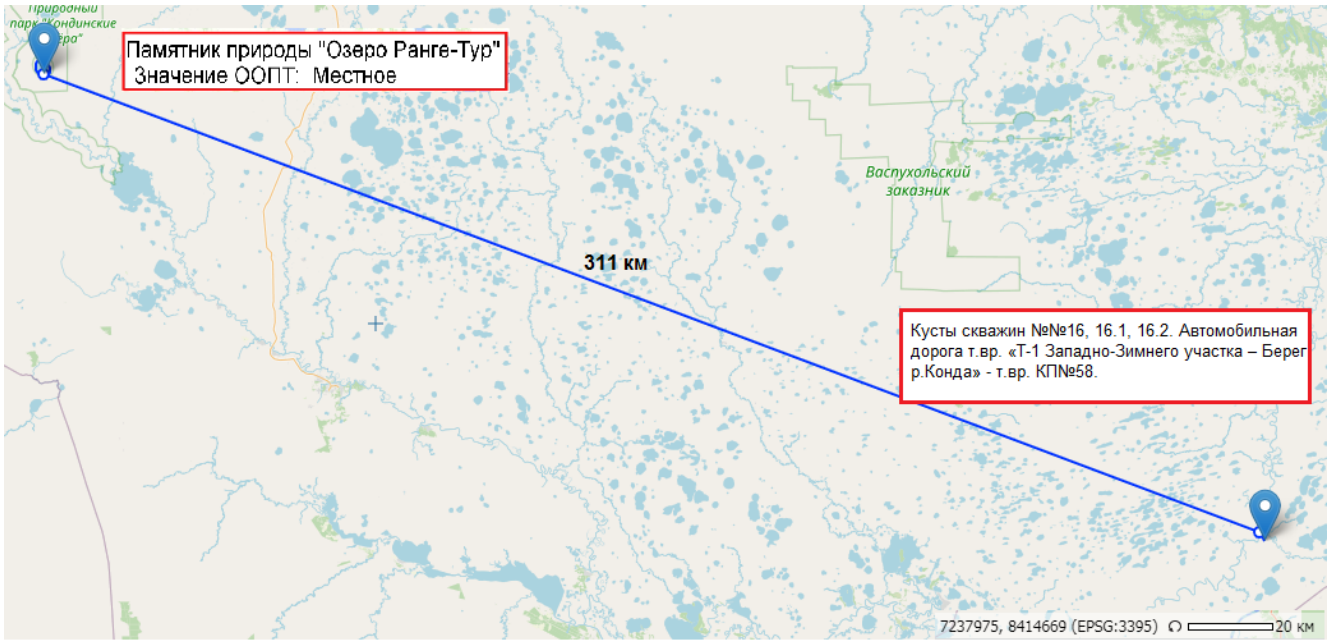 Природный
парк "Кондинские
озёра"
Памятник природы "Озеро Ранге-Тур"
Значение ООПТ: Местное
Васпухольский
заказник
311 км
Кусты скважин №№16, 16.1, 16.2. Автомобильная
дорога т.вр. «Т-1 Западно-Зимнего участка – Берег
р.Конда» - т.вр. КП№58.
7237975, 8414669 (EPSG:3395) 20 км